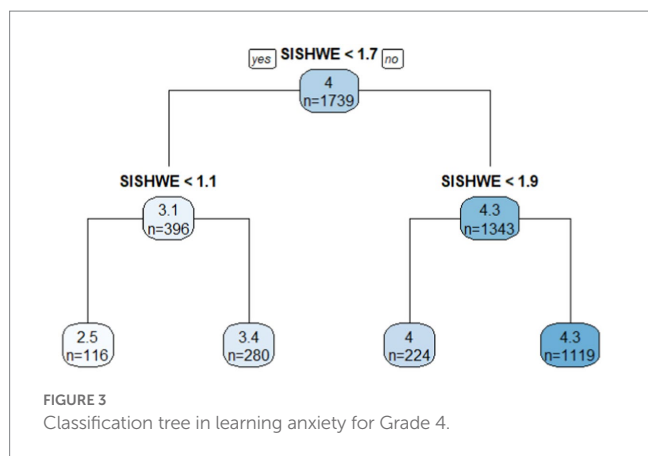 yes SISHWE < 1.7 no
4
n=1739
SISHWE < 1.1
SISHWE < 1.9
3.1
n=396
4.3
n=1343
2.5
n=116
3.4
n=280
4
n=224
4.3
n=1119
FIGURE 3
Classification tree in learning anxiety for Grade 4.